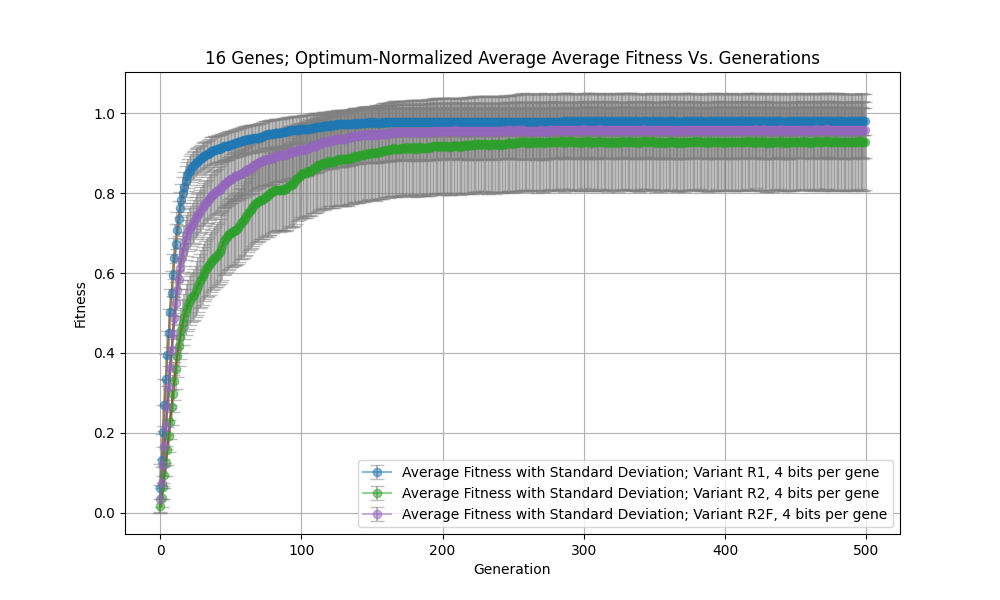 16 Genes; Optimum-Normalized Average Average Fitness Vs. Generations
Fitness
1.0
0.8
0.6
0.4
0.2
0.0
Average Fitness with Standard Deviation; Variant R1, 4 bits per gene
Average Fitness with Standard Deviation; Variant R2, 4 bits per gene
Average Fitness with Standard Deviation; Variant R2F, 4 bits per gene
0 100 200 300 400 500
Generation